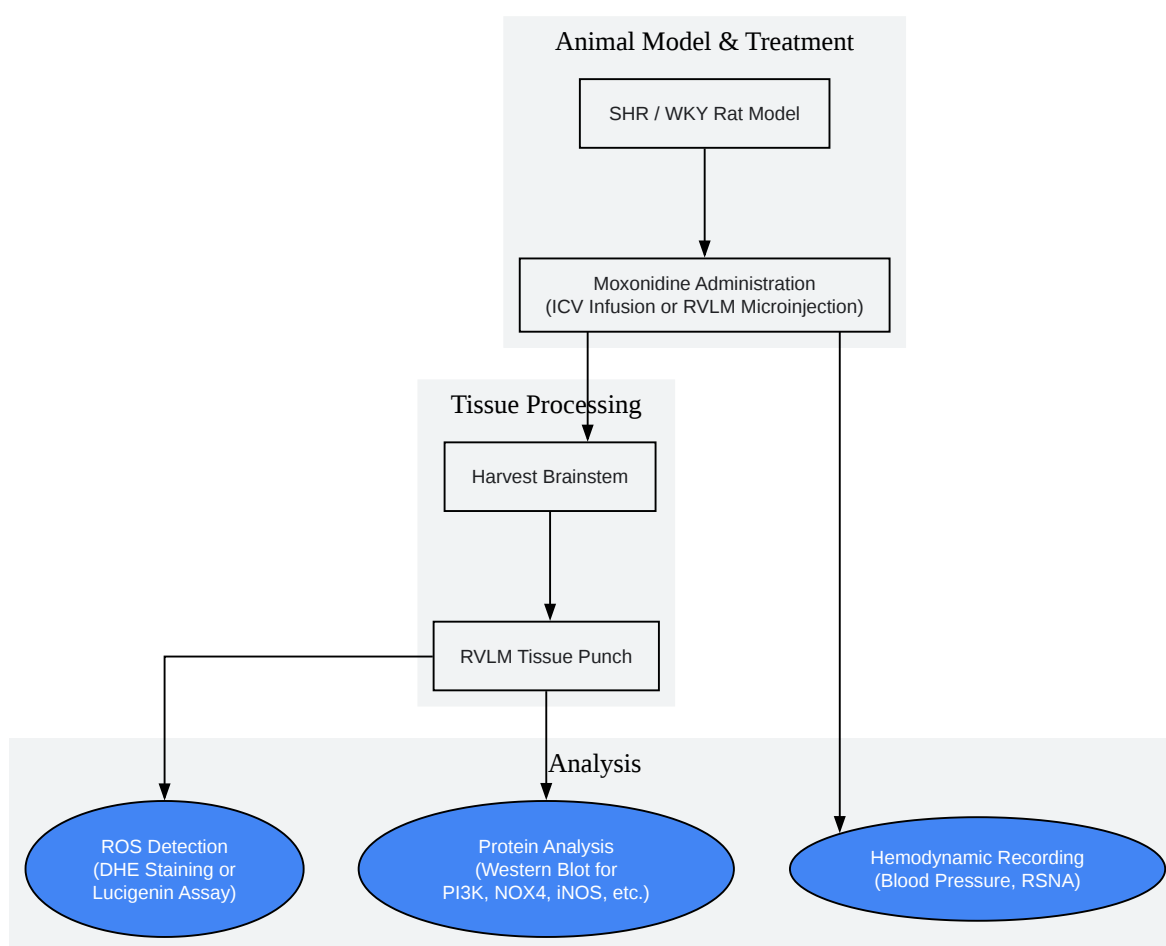 Animal Model & Treatment
SHR / WKY Rat Model
Moxonidine Administration
(ICV Infusion or RVLM Microinjection)
Tissue Processing
Harvest Brainstem
RVLM Tissue Punch
Analysis
ROS Detection
(DHE Staining or
Lucigenin Assay)
Protein Analysis
(Western Blot for
PI3K, NOX4, iNOS, etc.)
Hemodynamic Recording
(Blood Pressure, RSNA)